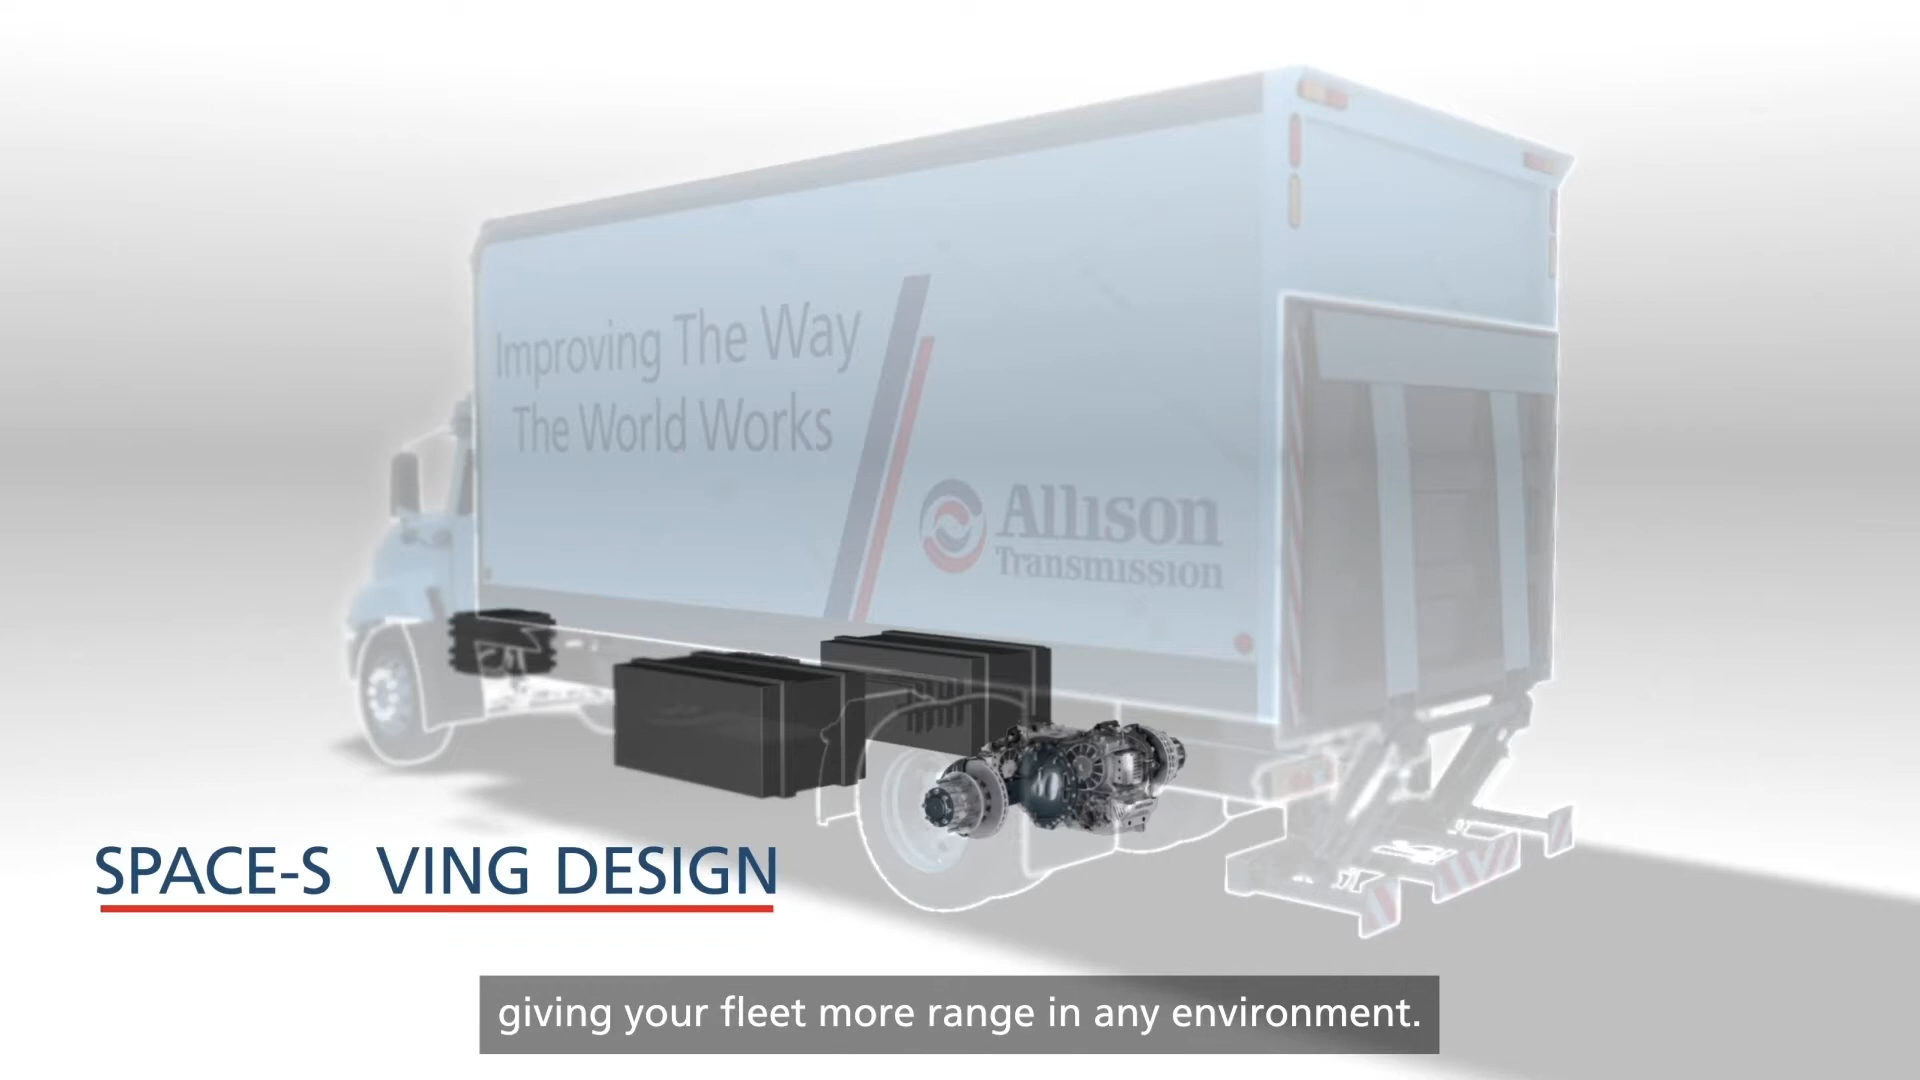 Improving The Way
The World Works
Allison
Transmission
SPACE-S VING DESIGN
giving your fleet more range in any environment.